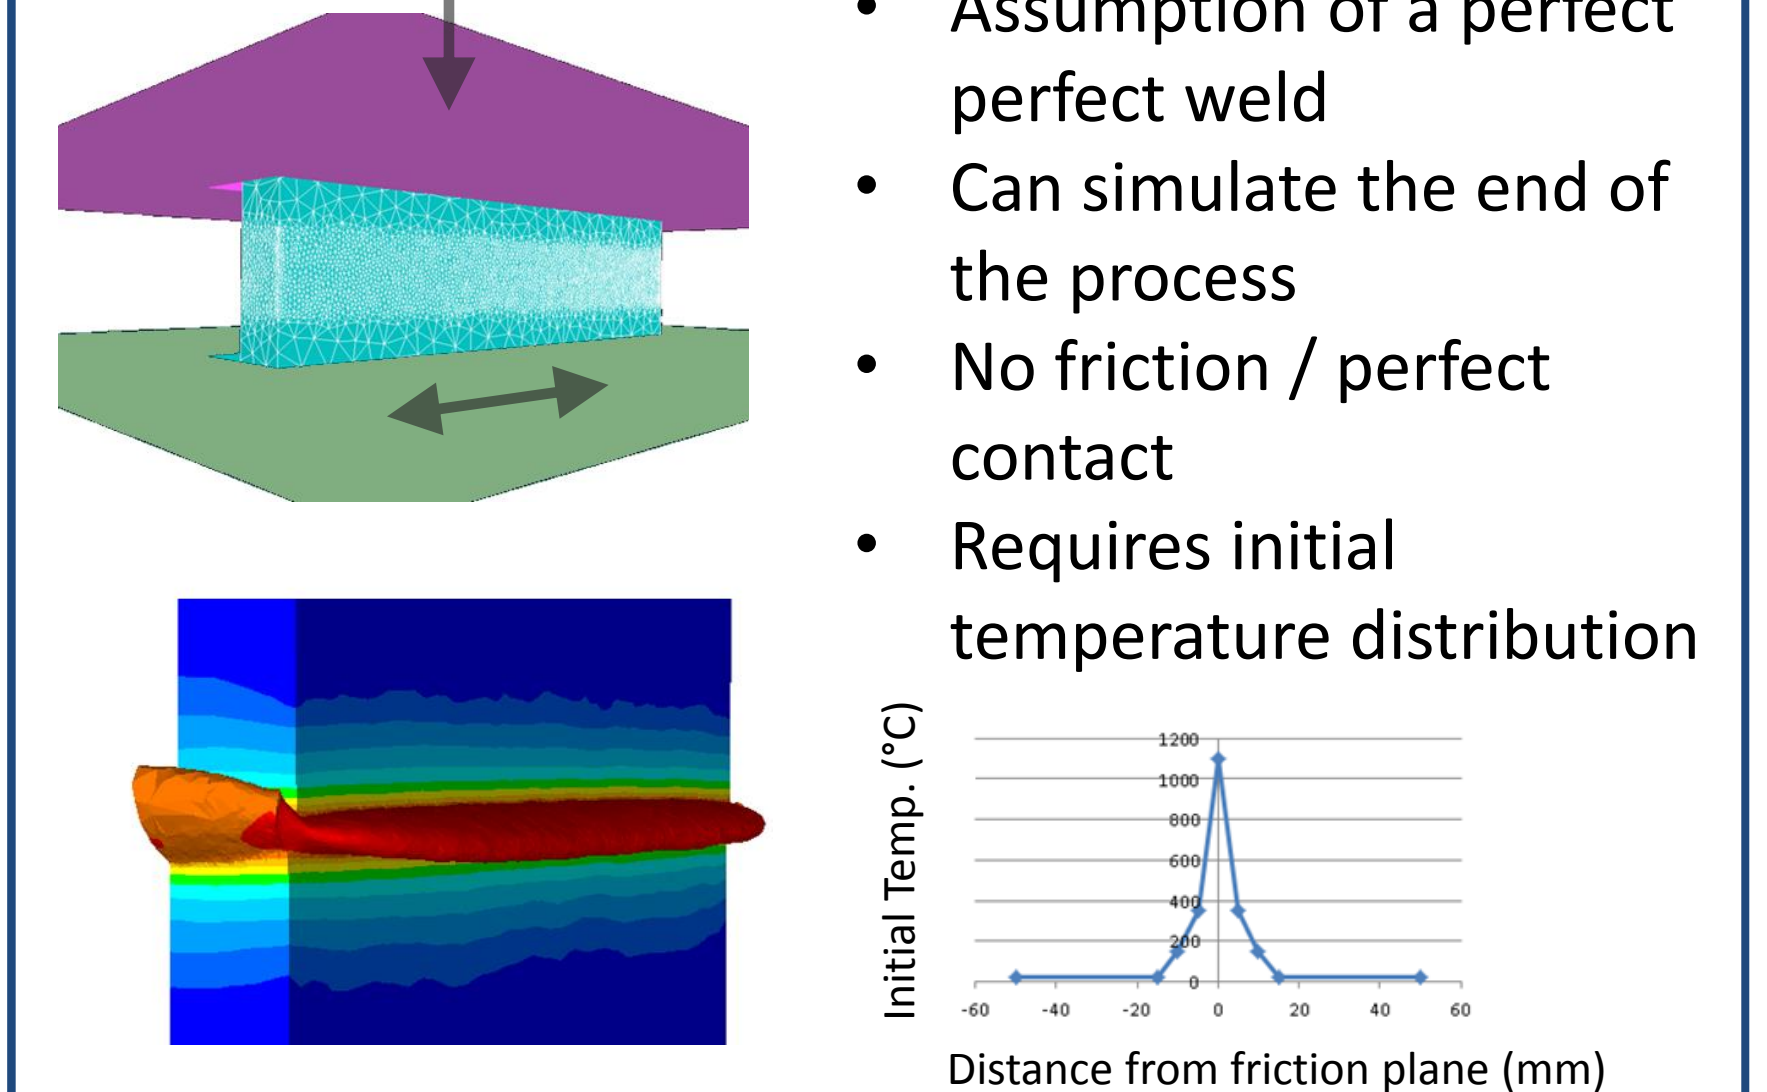 • Assumption of a perfect
perfect weld
• Can simulate the end of
the process
• No friction / perfect
contact
• Requires initial
temperature distribution
Initial Temp. (°C)
1200
1000
800
600
400
200
0
-60 -40 -20 0 20 40 60
Distance from friction plane (mm)